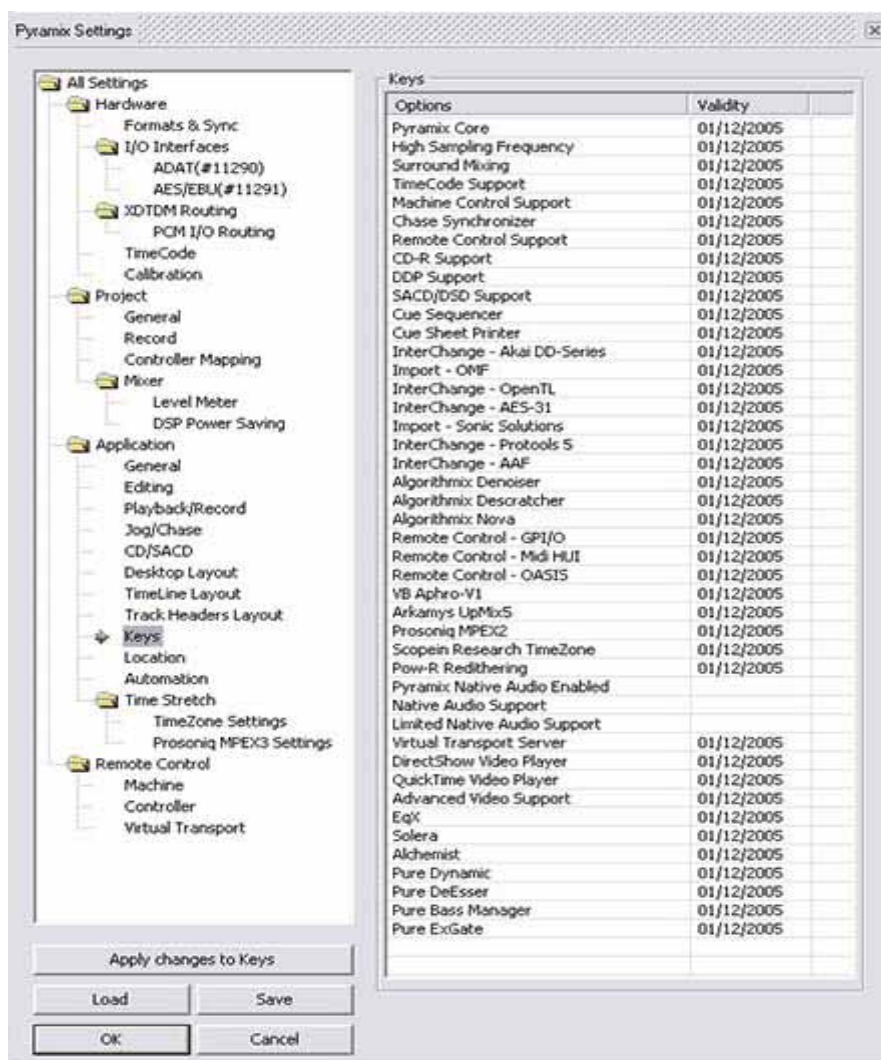 Pyramix Settings
All Settings
Hardware
Formats & Sync
I/O Interfaces
ADAT(#11290)
AES/EBU(#11291)
XDTDM Routing
PCM I/O Routing
TimeCode
Calibration
Project
General
Record
Controller Mapping
Mixer
Level Meter
DSP Power Saving
Application
General
Editing
Playback/Record
Jog/Chase
CD/SACD
Desktop Layout
TimeLine Layout
Track Headers Layout
Keys
Location
Automation
Time Stretch
TimeZone Settings
Prosoniq MPEX3 Settings
Remote Control
Machine
Controller
Virtual Transport
Apply changes to Keys
Load Save
OK Cancel
Keys
Options Validity
Pyramix Core 01/12/2005
High Sampling Frequency 01/12/2005
Surround Mixing 01/12/2005
TimeCode Support 01/12/2005
Machine Control Support 01/12/2005
Chase Synchronizer 01/12/2005
Remote Control Support 01/12/2005
CD-R Support 01/12/2005
DDP Support 01/12/2005
SACD/DSD Support 01/12/2005
Cue Sequencer 01/12/2005
Cue Sheet Printer 01/12/2005
InterChange - Akai DD-Series 01/12/2005
Import - OMF 01/12/2005
InterChange - OpenTL 01/12/2005
InterChange - AES-31 01/12/2005
Import - Sonic Solutions 01/12/2005
InterChange - Protools 5 01/12/2005
InterChange - AAF 01/12/2005
Algorithmix Denoiser 01/12/2005
Algorithmix Descratcher 01/12/2005
Algorithmix Nova 01/12/2005
Remote Control - GPI/O 01/12/2005
Remote Control - Midi HUI 01/12/2005
Remote Control - OASIS 01/12/2005
VB Aphro-V1 01/12/2005
Arkamys UpMix5 01/12/2005
Prosoniq MPEX2 01/12/2005
Scopein Research TimeZone 01/12/2005
Pow-R Redithering 01/12/2005
Pyramix Native Audio Enabled
Native Audio Support
Limited Native Audio Support
Virtual Transport Server 01/12/2005
DirectShow Video Player 01/12/2005
QuickTime Video Player 01/12/2005
Advanced Video Support 01/12/2005
EqX 01/12/2005
Solera 01/12/2005
Alchemist 01/12/2005
Pure Dynamic 01/12/2005
Pure DeEsser 01/12/2005
Pure Bass Manager 01/12/2005
Pure ExGate 01/12/2005